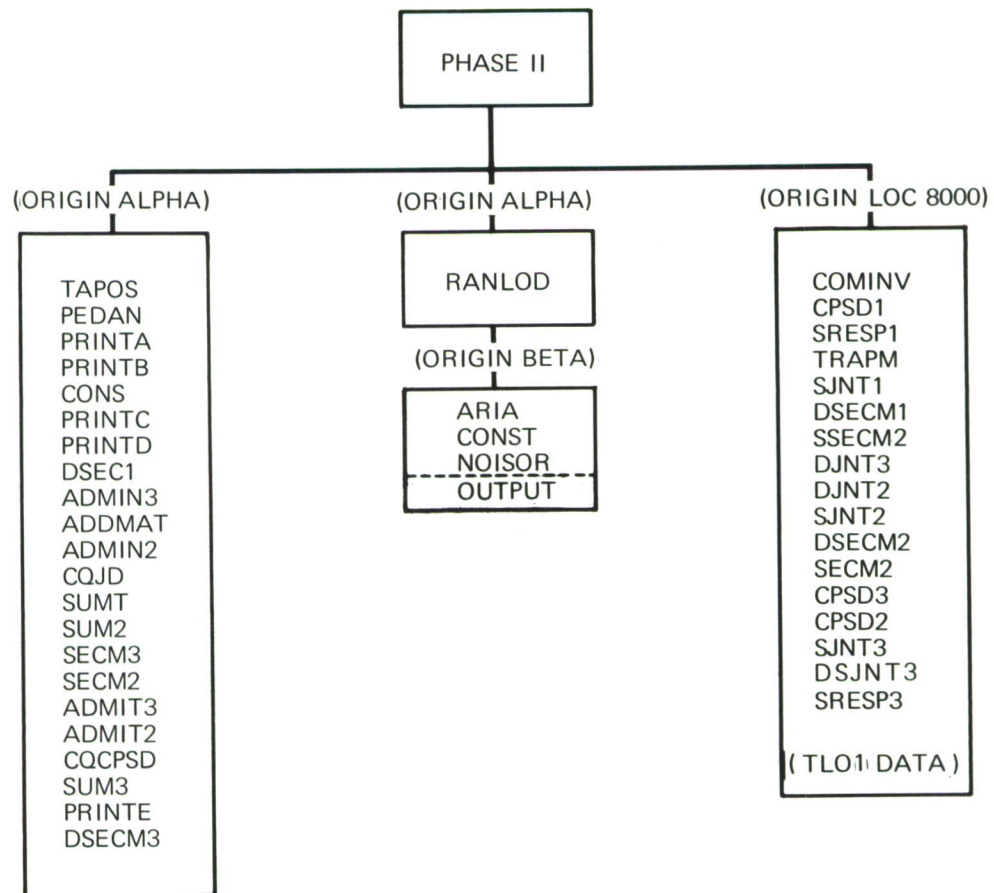 PHASE II
(ORIGIN ALPHA)
TAPOS
PEDAN
PRINTA
PRINTB
CONS
PRINTC
PRINTD
DSEC1
ADMIN3
ADDMAT
ADMIN2
CQJD
SUMT
SUM2
SECM3
SECM2
ADMIT3
ADMIT2
CQCPSD
SUM3
PRINTE
DSECM3
(ORIGIN ALPHA)
RANLOD
(ORIGIN BETA)
ARIA
CONST
NOISOR
OUTPUT
(ORIGIN LOC 8000)
COMINV
CPSD1
SRESP1
TRAPM
SJNT1
DSECM1
SSECM2
DJNT3
DJNT2
SJNT2
DSECM2
SECM2
CPSD3
CPSD2
SJNT3
DSJNT3
SRESP3
(TLO1 DATA)